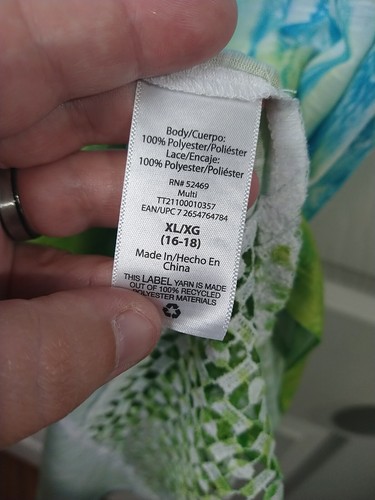 Body/Cuerpo:
100% Polyester/Poliéster
Lace/Encaje:
100% Polyester/Poliéster
RN# 52469
Multi
TT21100010357
EAN/UPC 7 2654764784
XL/XG
(16-18)
Made In/Hecho En
China
THIS LABEL YARN IS MADE
OUT OF 100% RECYCLED
POLYESTER MATERIALS